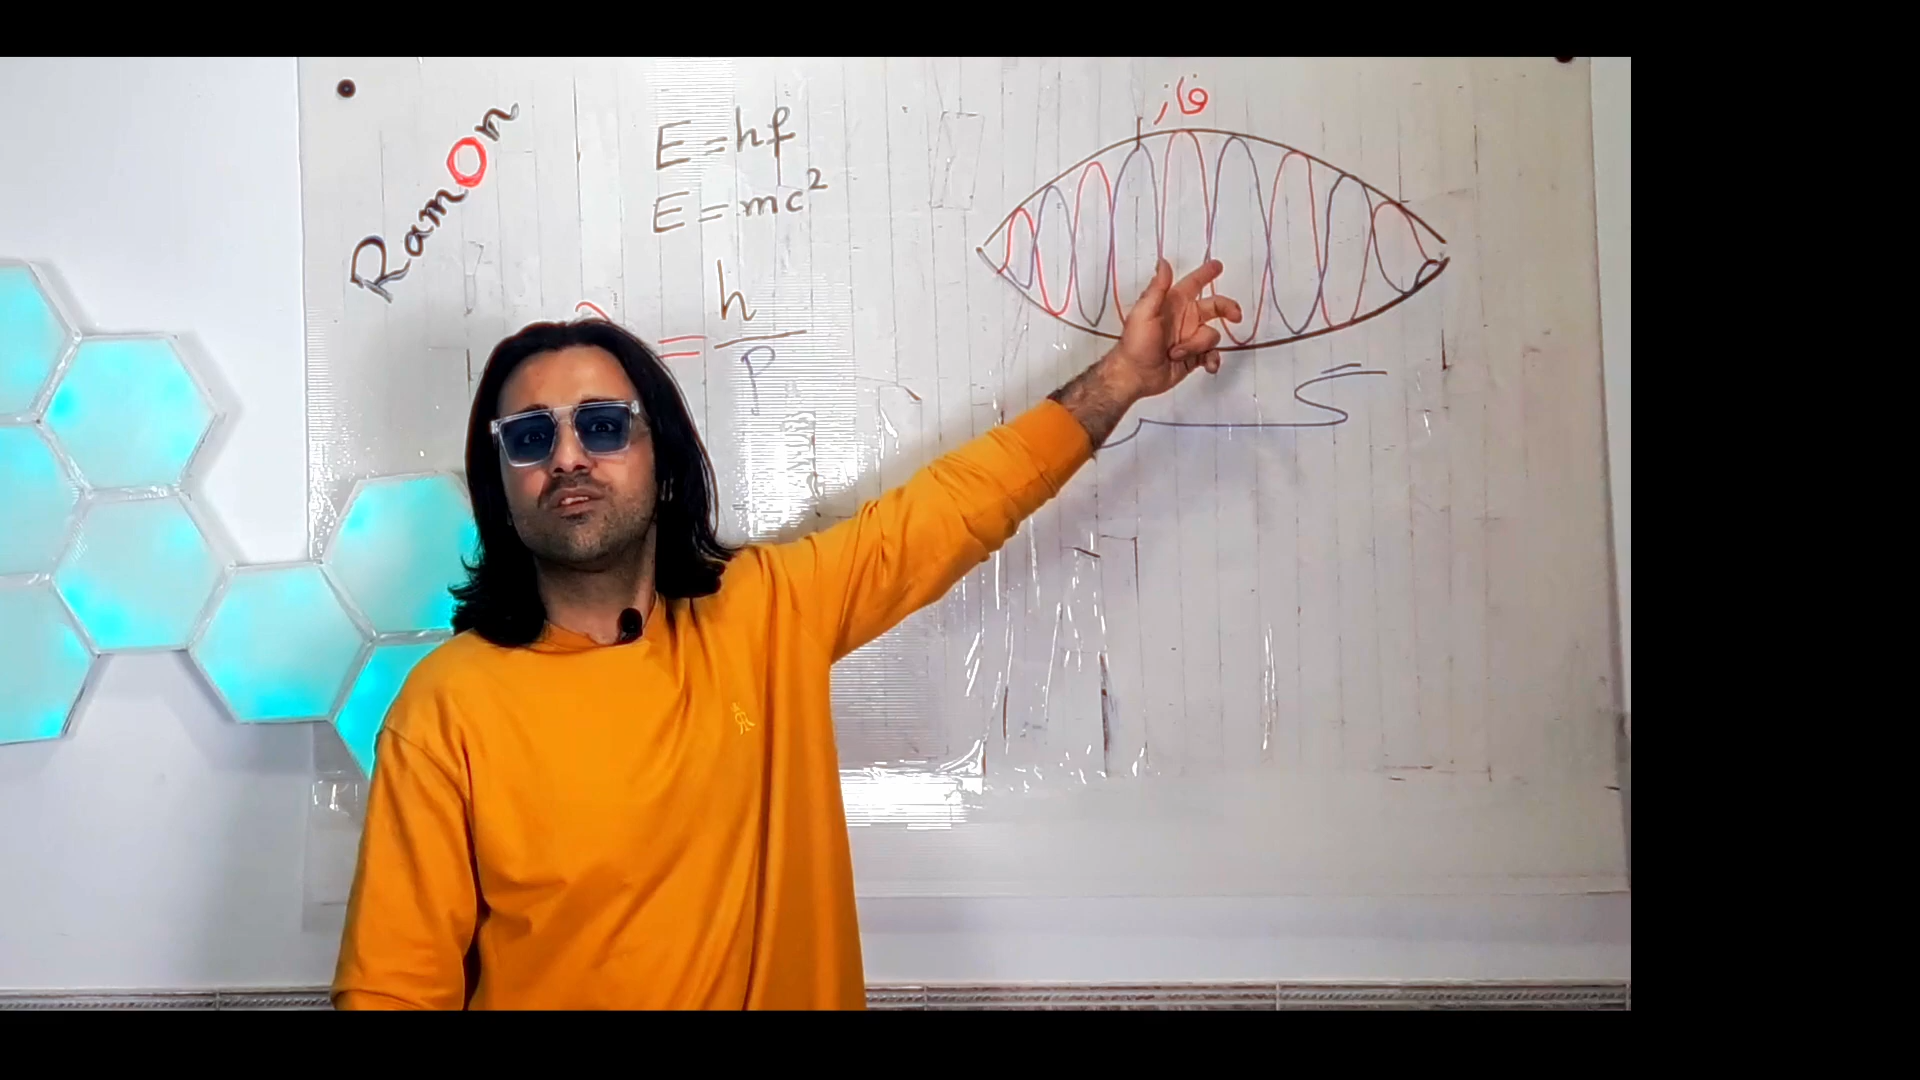 RamOn
E=hf
E=mc²
λ = h/p
فاز